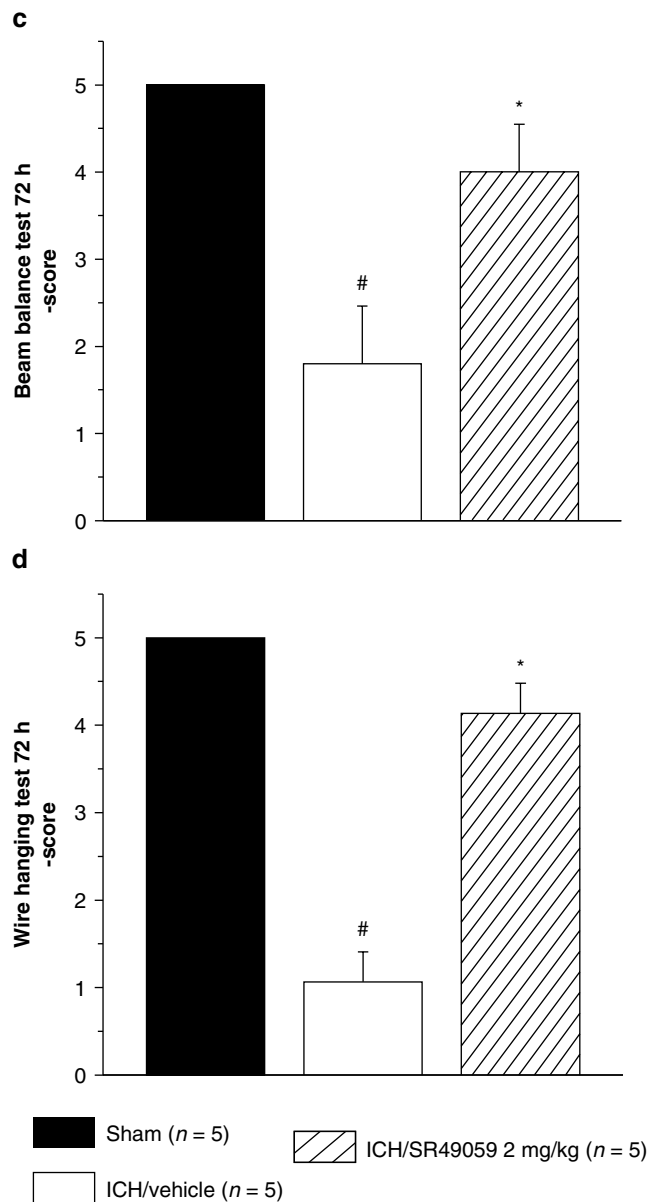 c
Beam balance test 72 h
-score
5
4
3
2
1
0
#
*
d
Wire hanging test 72 h
-score
5
4
3
2
1
0
#
*
Sham (n = 5)
ICH/SR49059 2 mg/kg (n = 5)
ICH/vehicle (n = 5)